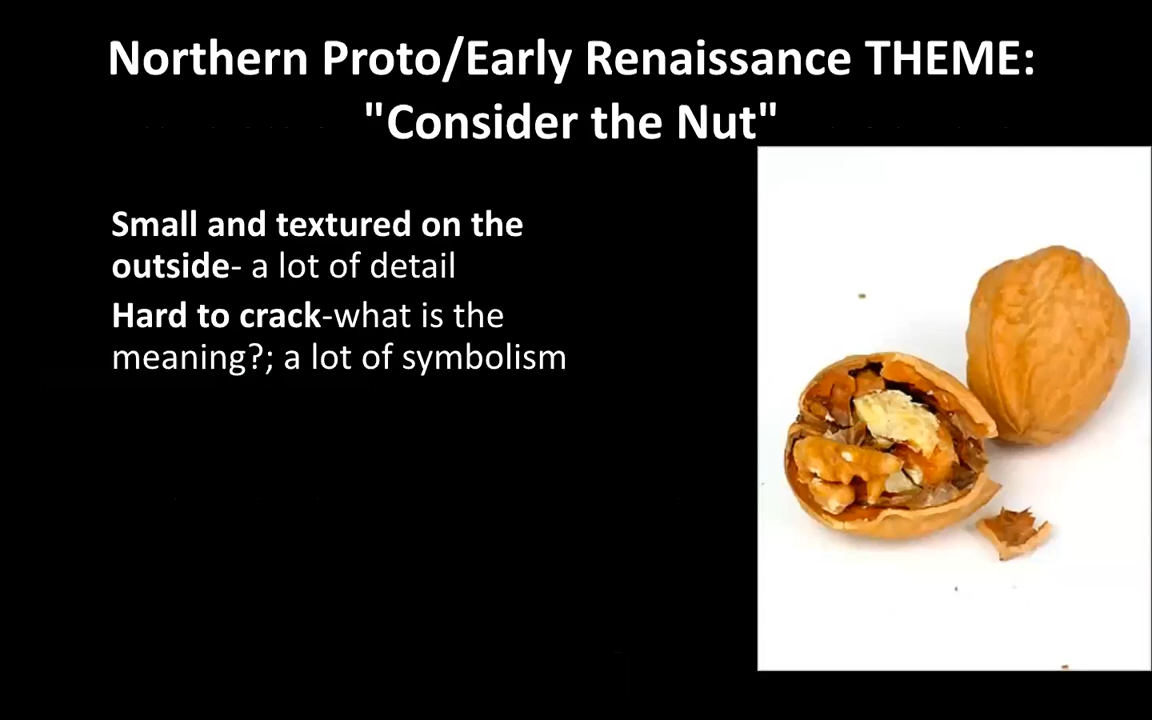 Northern Proto/Early Renaissance THEME:
"Consider the Nut"
Small and textured on the
outside- a lot of detail
Hard to crack-what is the
meaning?; a lot of symbolism